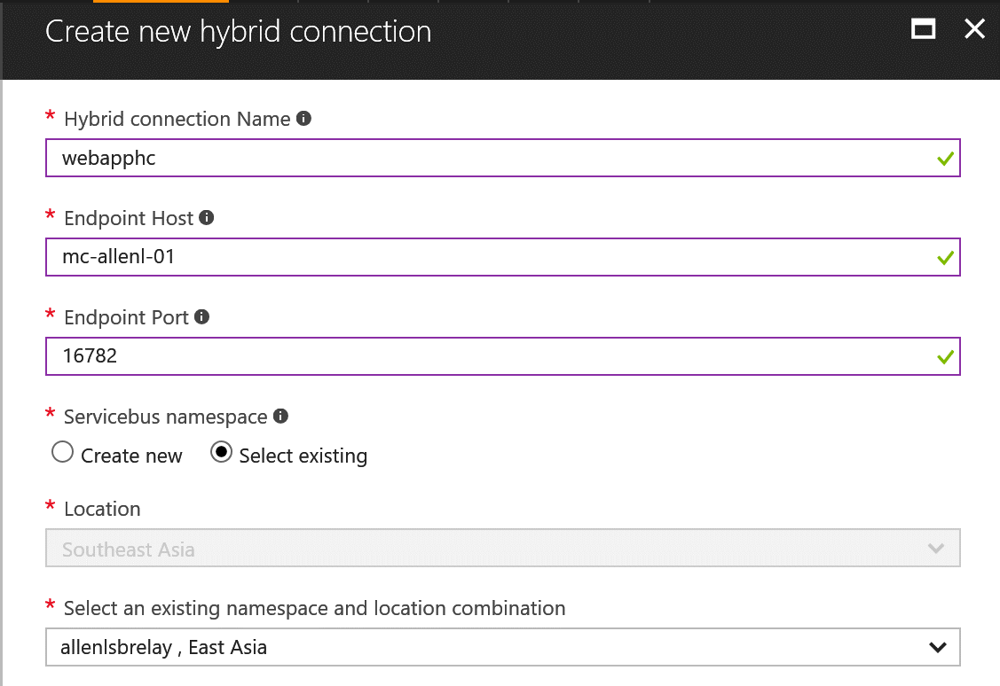 Create new hybrid connection
* Hybrid connection Name
webapphc
* Endpoint Host
mc-allenl-01
* Endpoint Port
16782
* Servicebus namespace
Create new Select existing
* Location
Southeast Asia
* Select an existing namespace and location combination
allenlsbrelay , East Asia